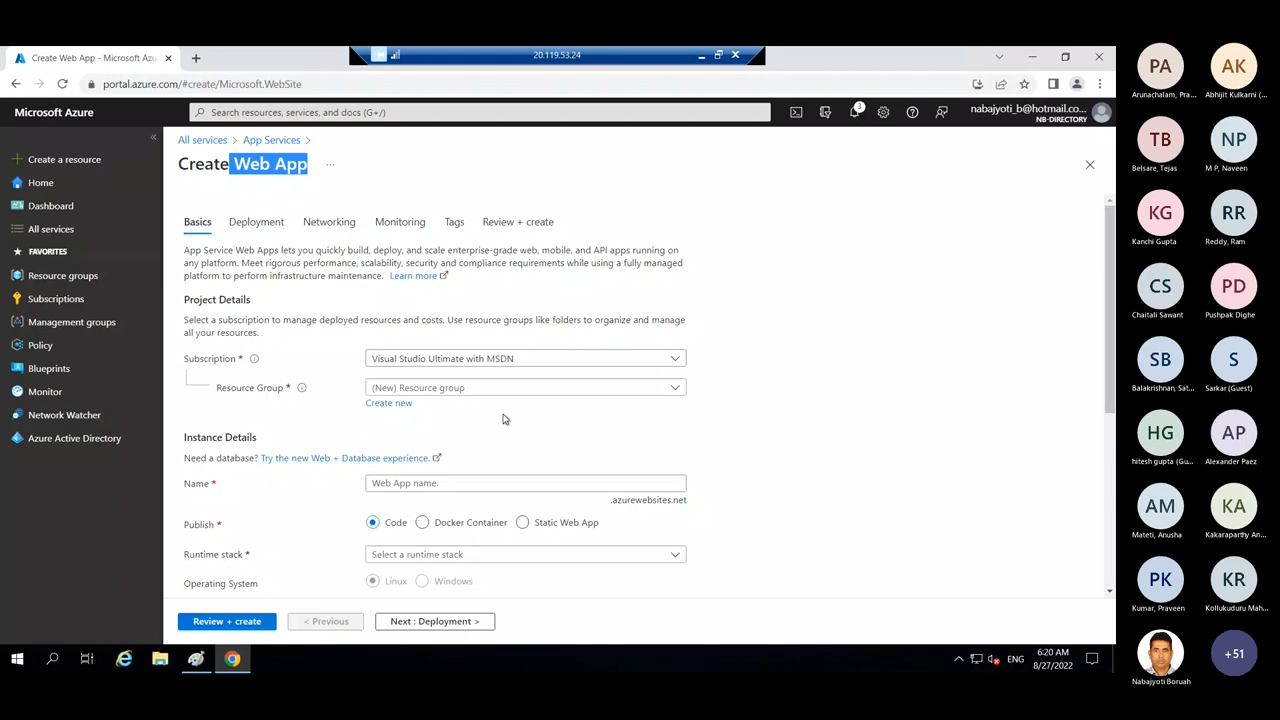 Create Web App - Microsoft Azu
20.119.53.24
portal.azure.com/#create/Microsoft.WebSite
Microsoft Azure
Search resources, services, and docs (G+/)
3
nabajyoti_b@hotmail.co...
NB-DIRECTORY
Create a resource
Home
Dashboard
All services
FAVORITES
Resource groups
Subscriptions
Management groups
Policy
Blueprints
Monitor
Network Watcher
Azure Active Directory
All services > App Services >
Create Web App ...
Basics Deployment Networking Monitoring Tags Review + create
App Service Web Apps lets you quickly build, deploy, and scale enterprise-grade web, mobile, and API apps running on
any platform. Meet rigorous performance, scalability, security and compliance requirements while using a fully managed
platform to perform infrastructure maintenance. Learn more
Project Details
Select a subscription to manage deployed resources and costs. Use resource groups like folders to organize and manage
all your resources.
Subscription * Visual Studio Ultimate with MSDN
Resource Group * (New) Resource group
Create new
Instance Details
Need a database? Try the new Web + Database experience.
Name * Web App name.
.azurewebsites.net
Publish * Code Docker Container Static Web App
Runtime stack * Select a runtime stack
Operating System Linux Windows
Review + create < Previous Next : Deployment >
ENG
6:20 AM
8/27/2022
PA AK
Arunachalam, Pra... Abhijit Kulkarni (...
TB NP
Belsare, Tejas M P, Naveen
KG RR
Kanchi Gupta Reddy, Ram
CS PD
Chaitali Sawant Pushpak Dighe
SB S
Balakrishnan, Sat... Sarkar (Guest)
HG AP
hitesh gupta (Gu... Alexander Paez
AM KA
Mateti, Anusha Kakaraparthy An...
PK KR
Kumar, Praveen Kollukuduru Mah...
+51
Nabajyoti Boruah